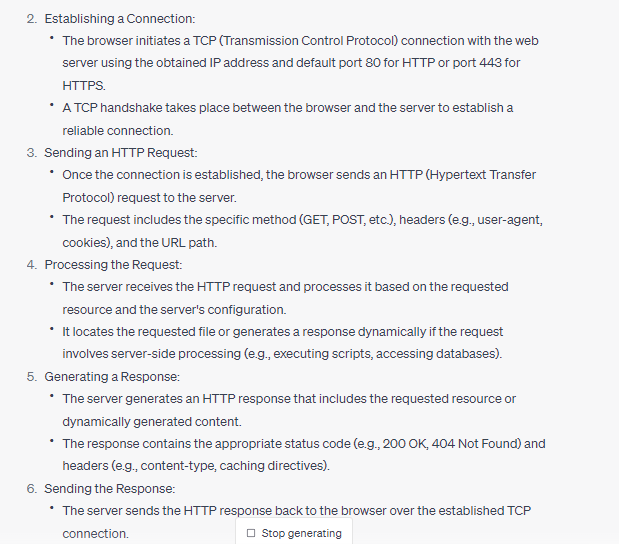 2. Establishing a Connection:
• The browser initiates a TCP (Transmission Control Protocol) connection with the web
server using the obtained IP address and default port 80 for HTTP or port 443 for
HTTPS.
• A TCP handshake takes place between the browser and the server to establish a
reliable connection.
3. Sending an HTTP Request:
• Once the connection is established, the browser sends an HTTP (Hypertext Transfer
Protocol) request to the server.
• The request includes the specific method (GET, POST, etc.), headers (e.g., user-agent,
cookies), and the URL path.
4. Processing the Request:
• The server receives the HTTP request and processes it based on the requested
resource and the server's configuration.
• It locates the requested file or generates a response dynamically if the request
involves server-side processing (e.g., executing scripts, accessing databases).
5. Generating a Response:
• The server generates an HTTP response that includes the requested resource or
dynamically generated content.
• The response contains the appropriate status code (e.g., 200 OK, 404 Not Found) and
headers (e.g., content-type, caching directives).
6. Sending the Response:
• The server sends the HTTP response back to the browser over the established TCP
connection.
Stop generating